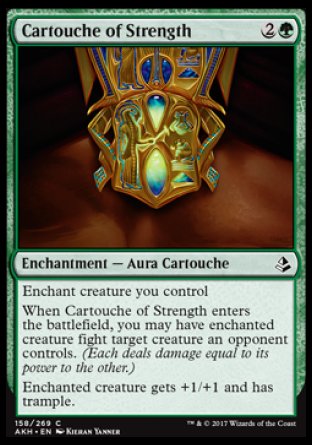 Cartouche of Strength 2
Enchantment — Aura Cartouche
Enchant creature you control
When Cartouche of Strength enters
the battlefield, you may have enchanted
creature fight target creature an opponent
controls. (Each deals damage equal to its
power to the other.)
Enchanted creature gets +1/+1 and has
trample.
158/269 C
AKH • EN Kieran Yanner
™ & © 2017 Wizards of the Coast